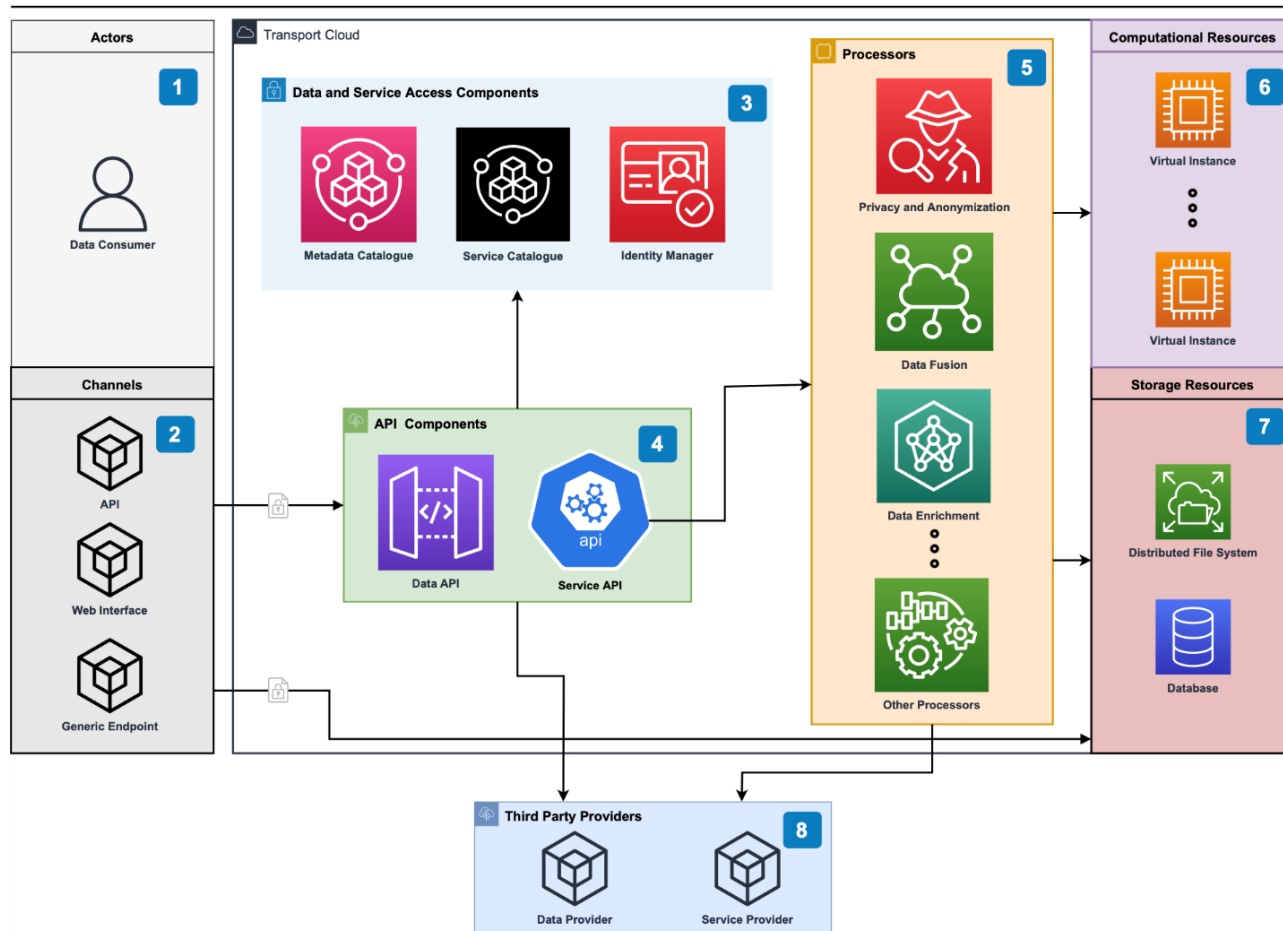 Actors
1
Data Consumer
Channels
2
API
Web Interface
Generic Endpoint
Transport Cloud
Data and Service Access Components
3
Metadata Catalogue
Service Catalogue
Identity Manager
API Components
4
</>
api
Data API
Service API
Processors
5
Privacy and Anonymization
Data Fusion
Data Enrichment
Other Processors
Computational Resources
6
Virtual Instance
Virtual Instance
Storage Resources
7
Distributed File System
Database
Third Party Providers
8
Data Provider
Service Provider